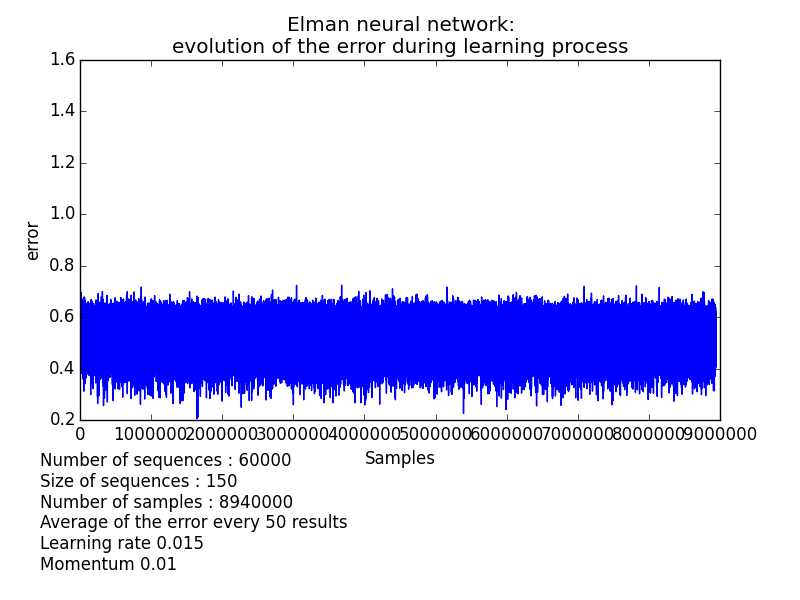 Elman neural network:
evolution of the error during learning process
1.6
1.4
1.2
1.0
0.8
0.6
0.4
0.2
error
0 1000000 2000000 3000000 4000000 5000000 6000000 7000000 8000000 9000000
Samples
Number of sequences : 60000
Size of sequences : 150
Number of samples : 8940000
Average of the error every 50 results
Learning rate 0.015
Momentum 0.01